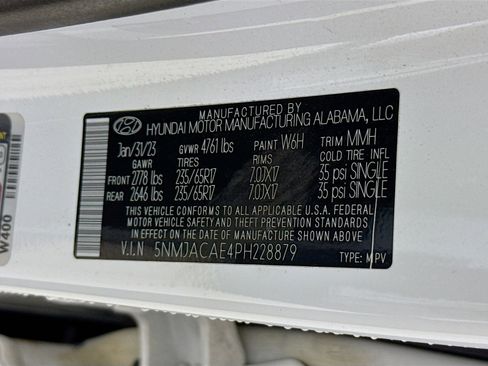 MANUFACTURED BY
HYUNDAI MOTOR MANUFACTURING ALABAMA, LLC
Jan/31/23 GVWR 4761 lbs PAINT W6H TRIM MMH
GAWR TIRES RIMS COLD TIRE INFL
FRONT 2778 lbs 235/65R17 7.0JX17 35 psi SINGLE
REAR 2646 lbs 235/65R17 7.0JX17 35 psi SINGLE
THIS VEHICLE CONFORMS TO ALL APPLICABLE U.S.A. FEDERAL
MOTOR VEHICLE SAFETY AND THEFT PREVENTION STANDARDS
IN EFFECT ON THE DATE OF MANUFACTURE SHOWN ABOVE.
V.I.N 5NMJACAE4PH228879
TYPE: MPV
W400